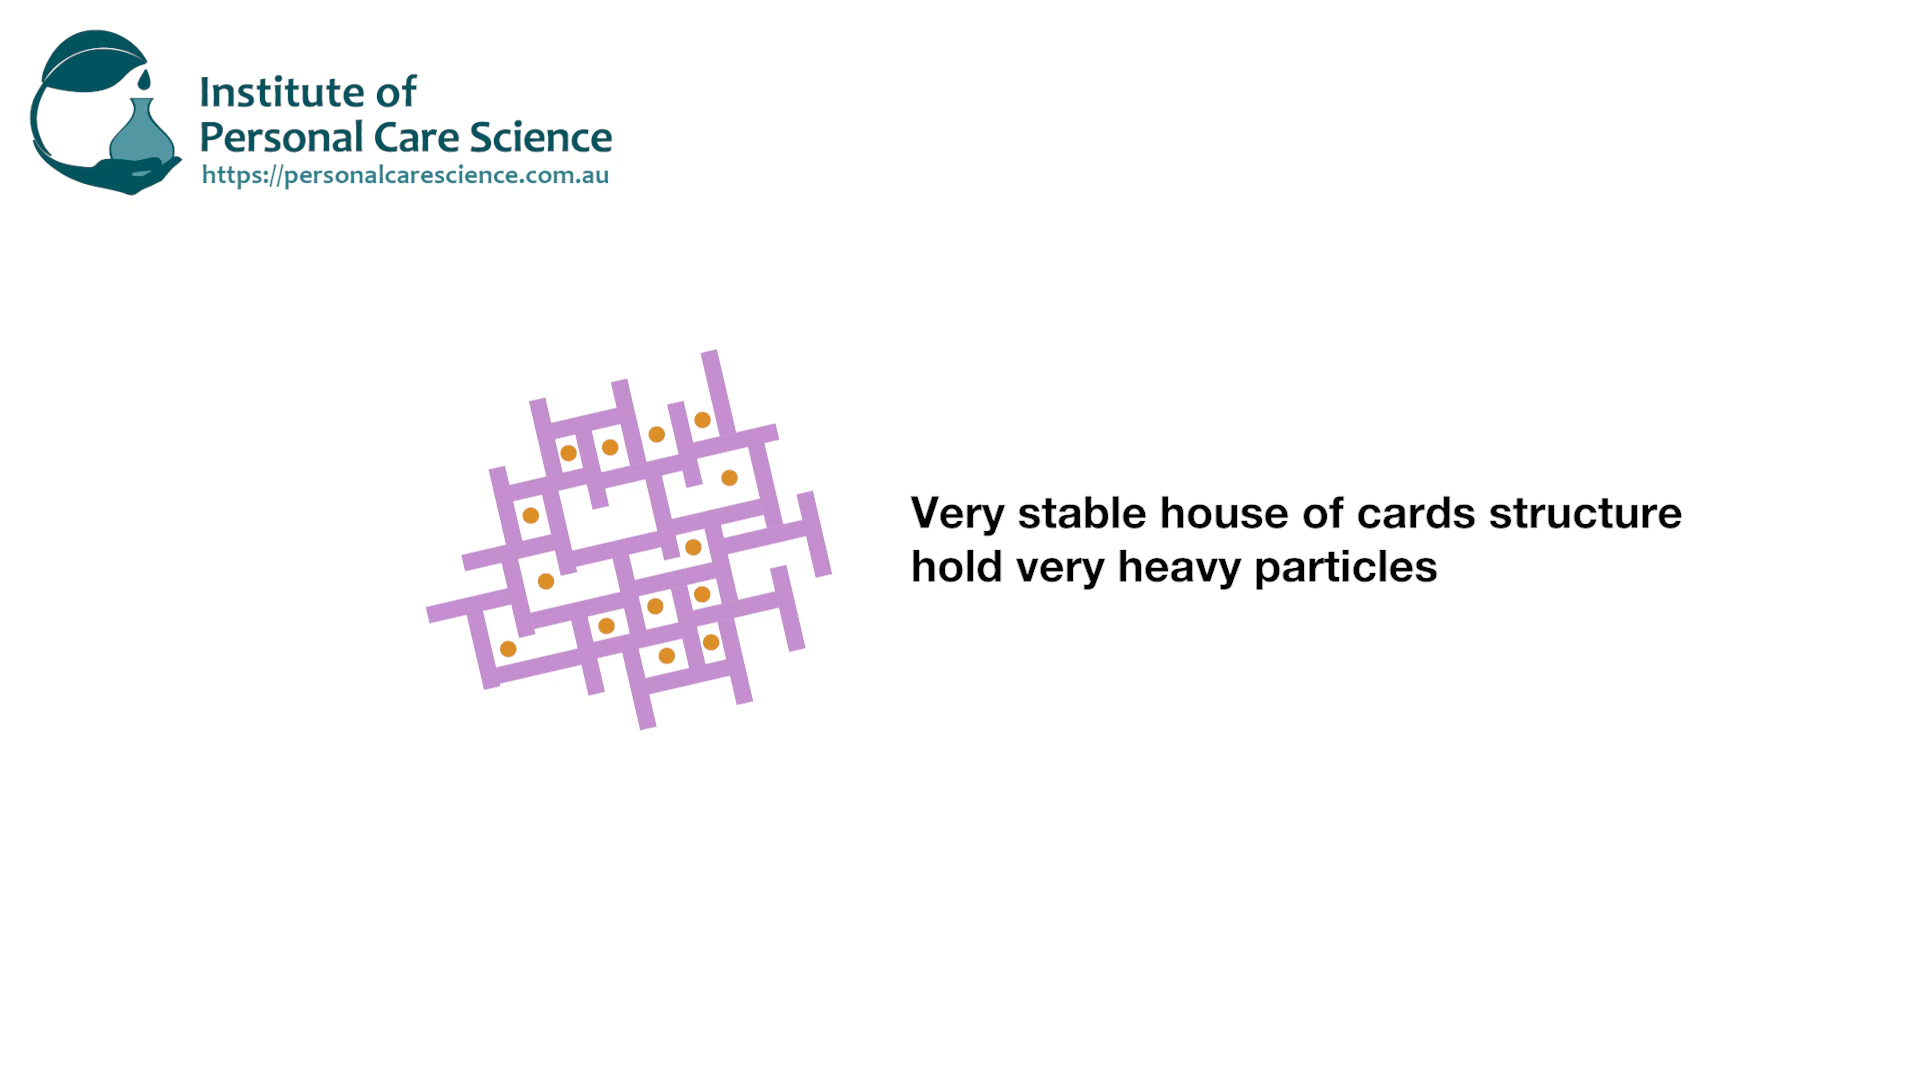 Institute of
Personal Care Science
https://personalcarescience.com.au
Very stable house of cards structure
hold very heavy particles